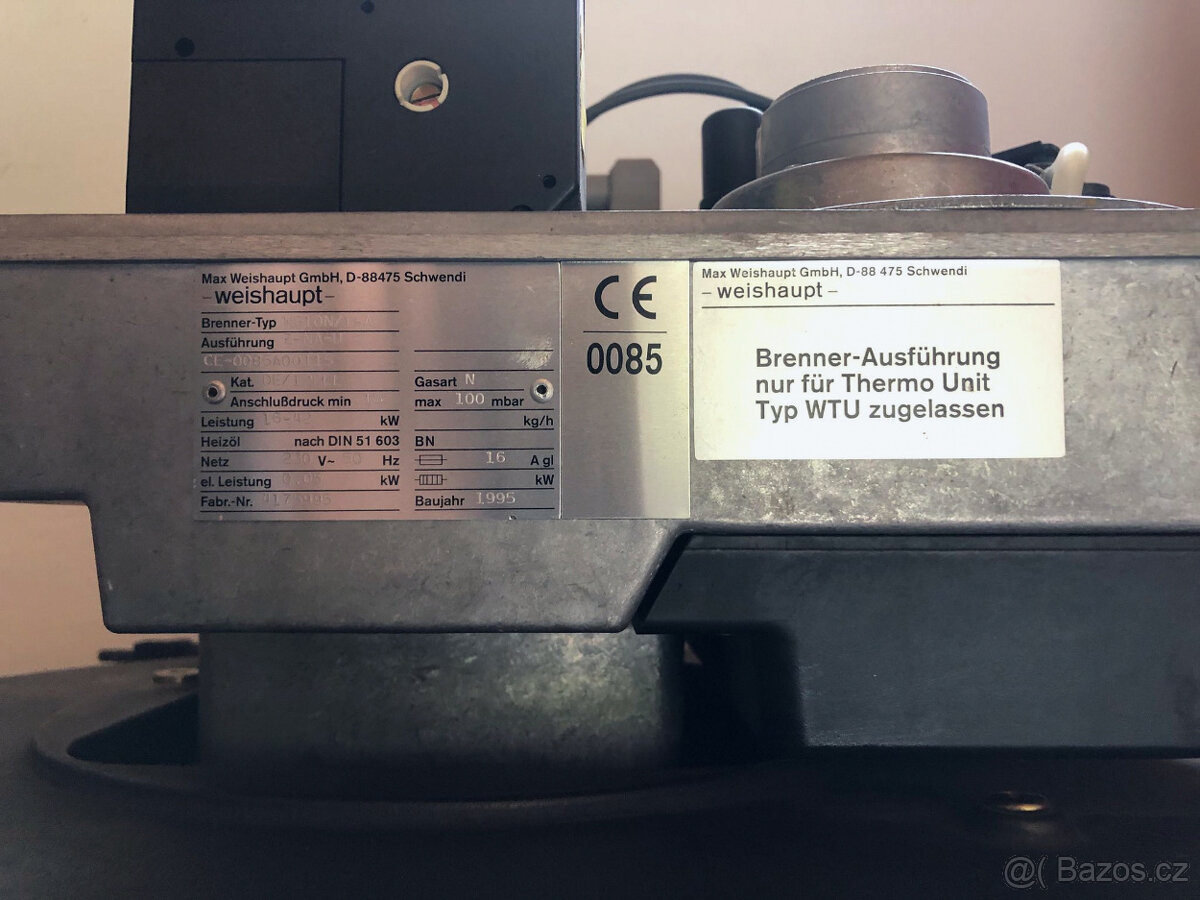 Max Weishaupt GmbH, D-88475 Schwendi
–weishaupt–
Brenner-Typ
Ausführung
Kat.
Gasart N
Anschlußdruck min
max 100 mbar
Leistung kW
kg/h
Heizöl nach DIN 51 603 BN
Netz 230 V~ 50 Hz
16 A gl
el. Leistung kW
kW
Fabr.-Nr.
Baujahr 1995
CE
0085
Max Weishaupt GmbH, D-88 475 Schwendi
– weishaupt –
Brenner-Ausführung
nur für Thermo Unit
Typ WTU zugelassen
@( Bazos.cz